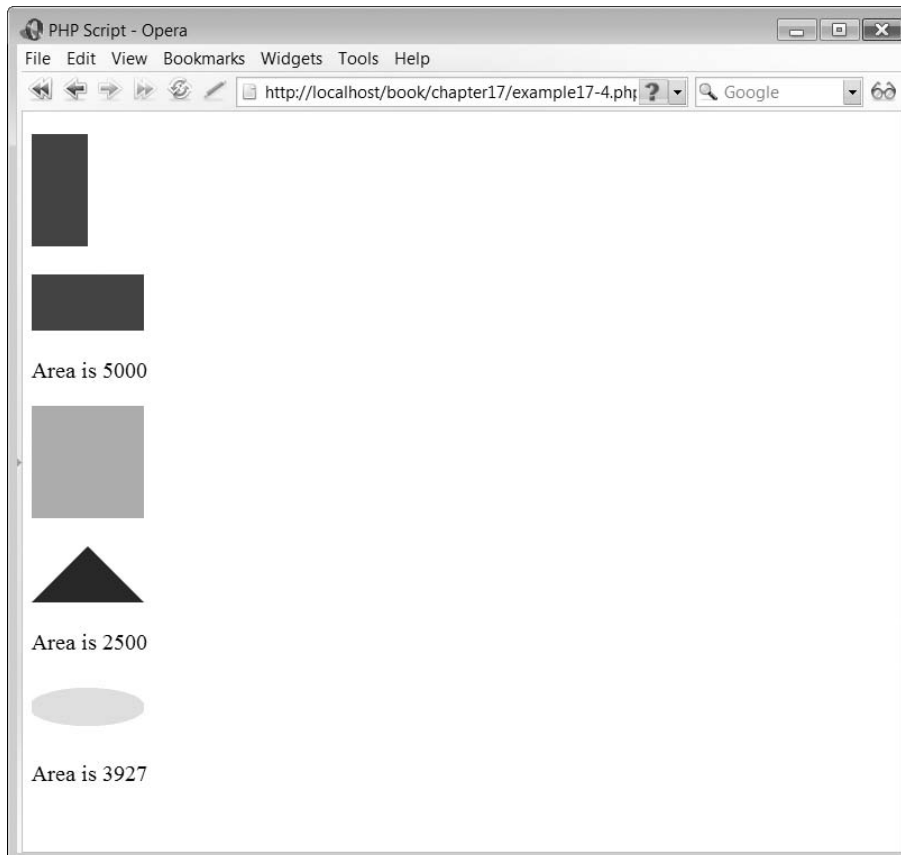 PHP Script - Opera
File Edit View Bookmarks Widgets Tools Help
http://localhost/book/chapter17/example17-4.php ? Google
Area is 5000
Area is 2500
Area is 3927